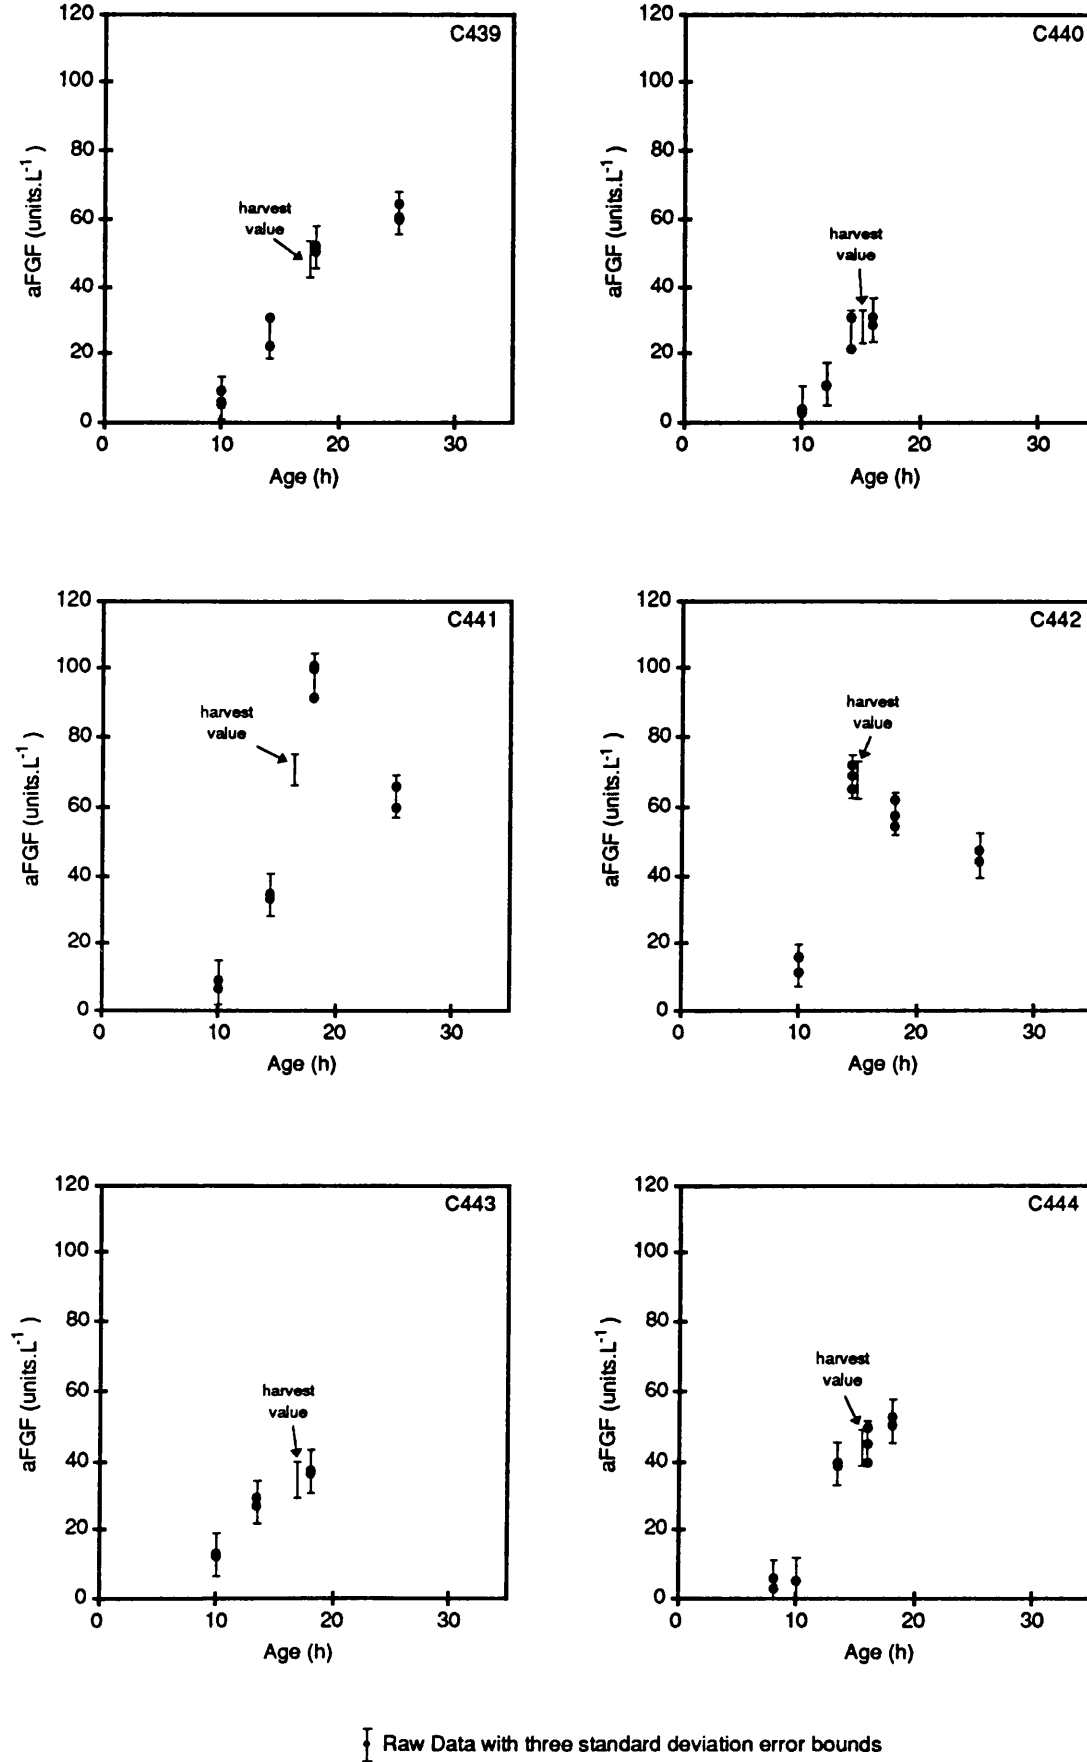 120
C439
100
80
60
40
20
0
aFGF (units.L-1 )
harvest
value
0 10 20 30
Age (h)
120
C440
100
80
60
40
20
0
aFGF (units.L-1 )
harvest
value
0 10 20 30
Age (h)
120
C441
100
80
60
40
20
0
aFGF (units.L-1 )
harvest
value
0 10 20 30
Age (h)
120
C442
100
80
60
40
20
0
aFGF (units.L-1 )
harvest
value
0 10 20 30
Age (h)
120
C443
100
80
60
40
20
0
aFGF (units.L-1 )
harvest
value
0 10 20 30
Age (h)
120
C444
100
80
60
40
20
0
aFGF (units.L-1 )
harvest
value
0 10 20 30
Age (h)
Raw Data with three standard deviation error bounds